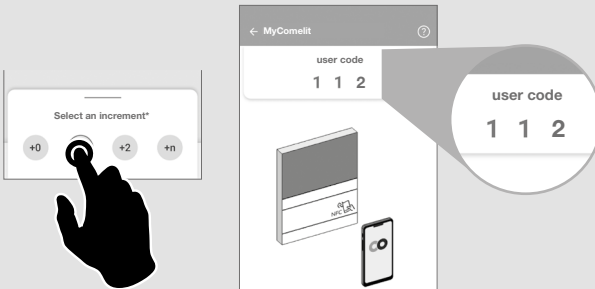 Select an increment*
+0
+2
+n
← MyComelit
?
user code
1 1 2
NFC
user code
1 1 2